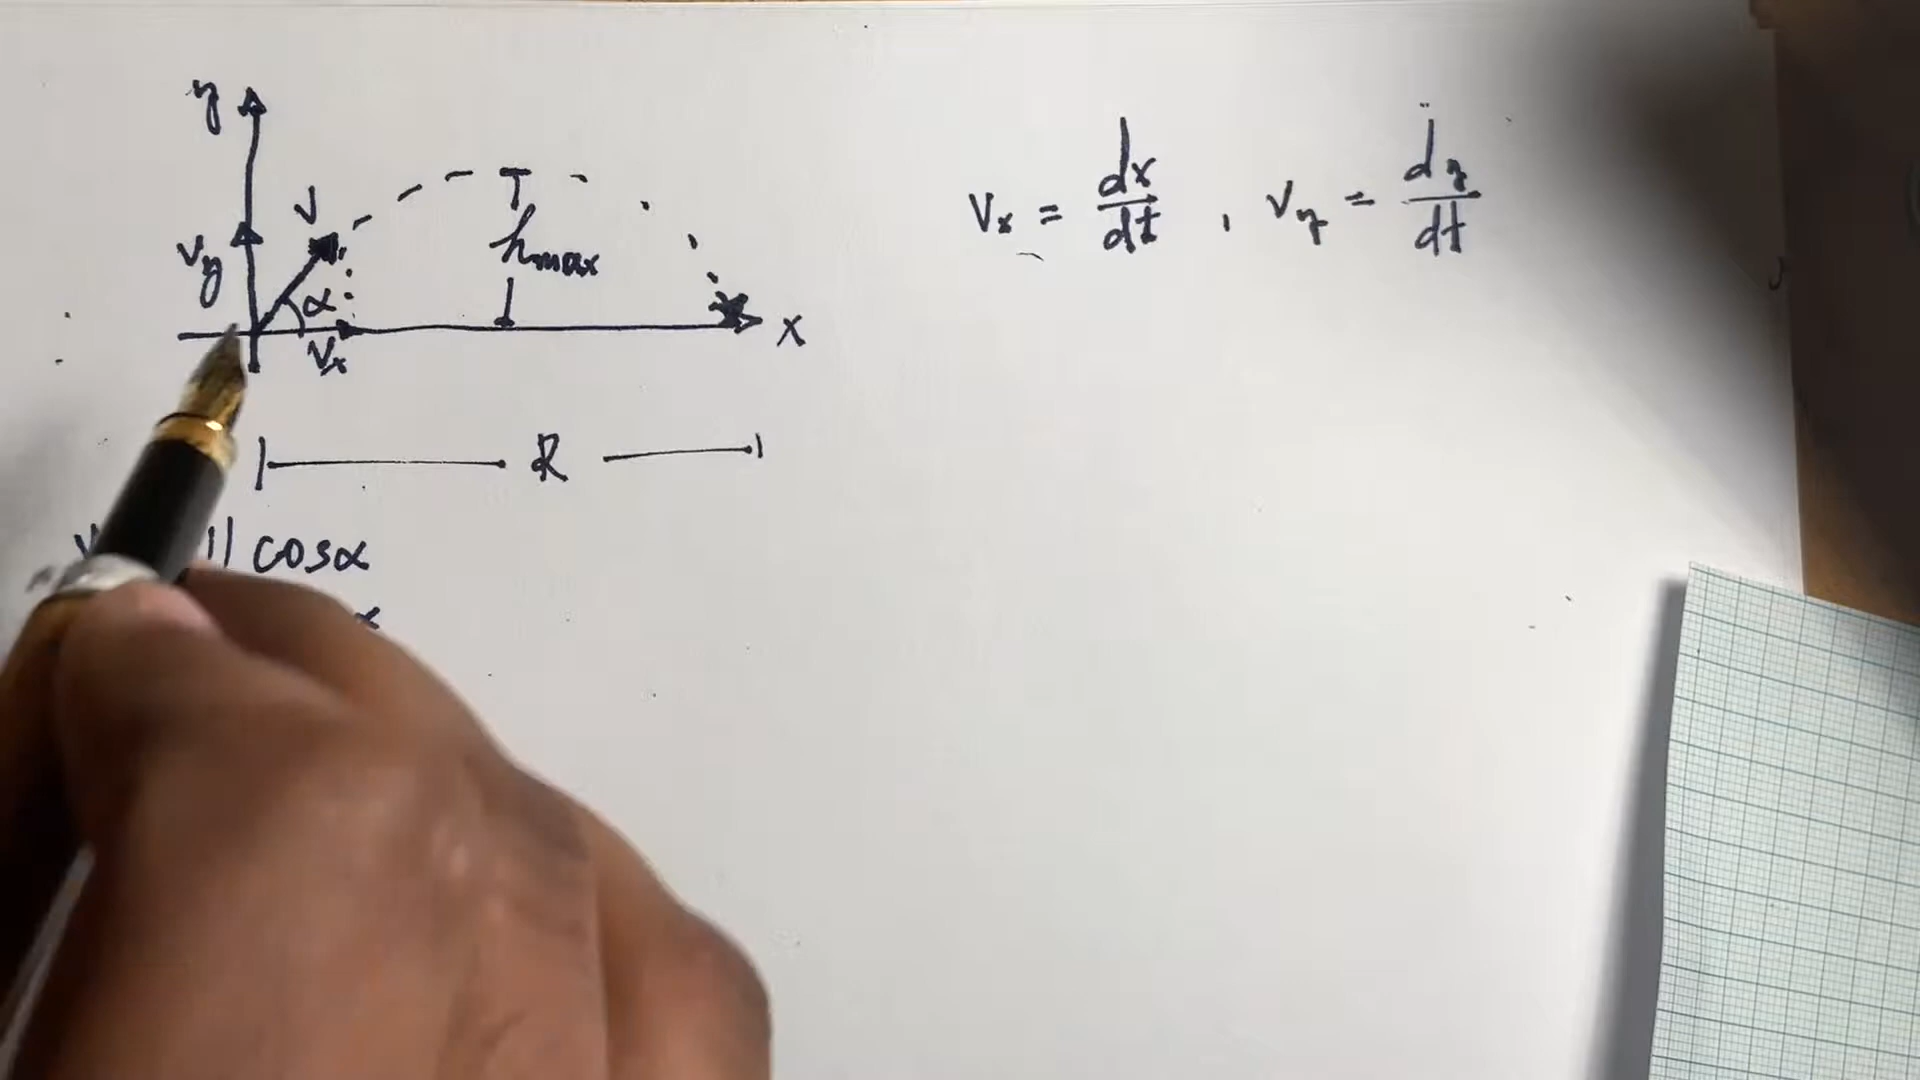 y
V
V_y
h_max
α
V_x
x
R
cosα
V_x = dx/dt , V_y = dy/dt